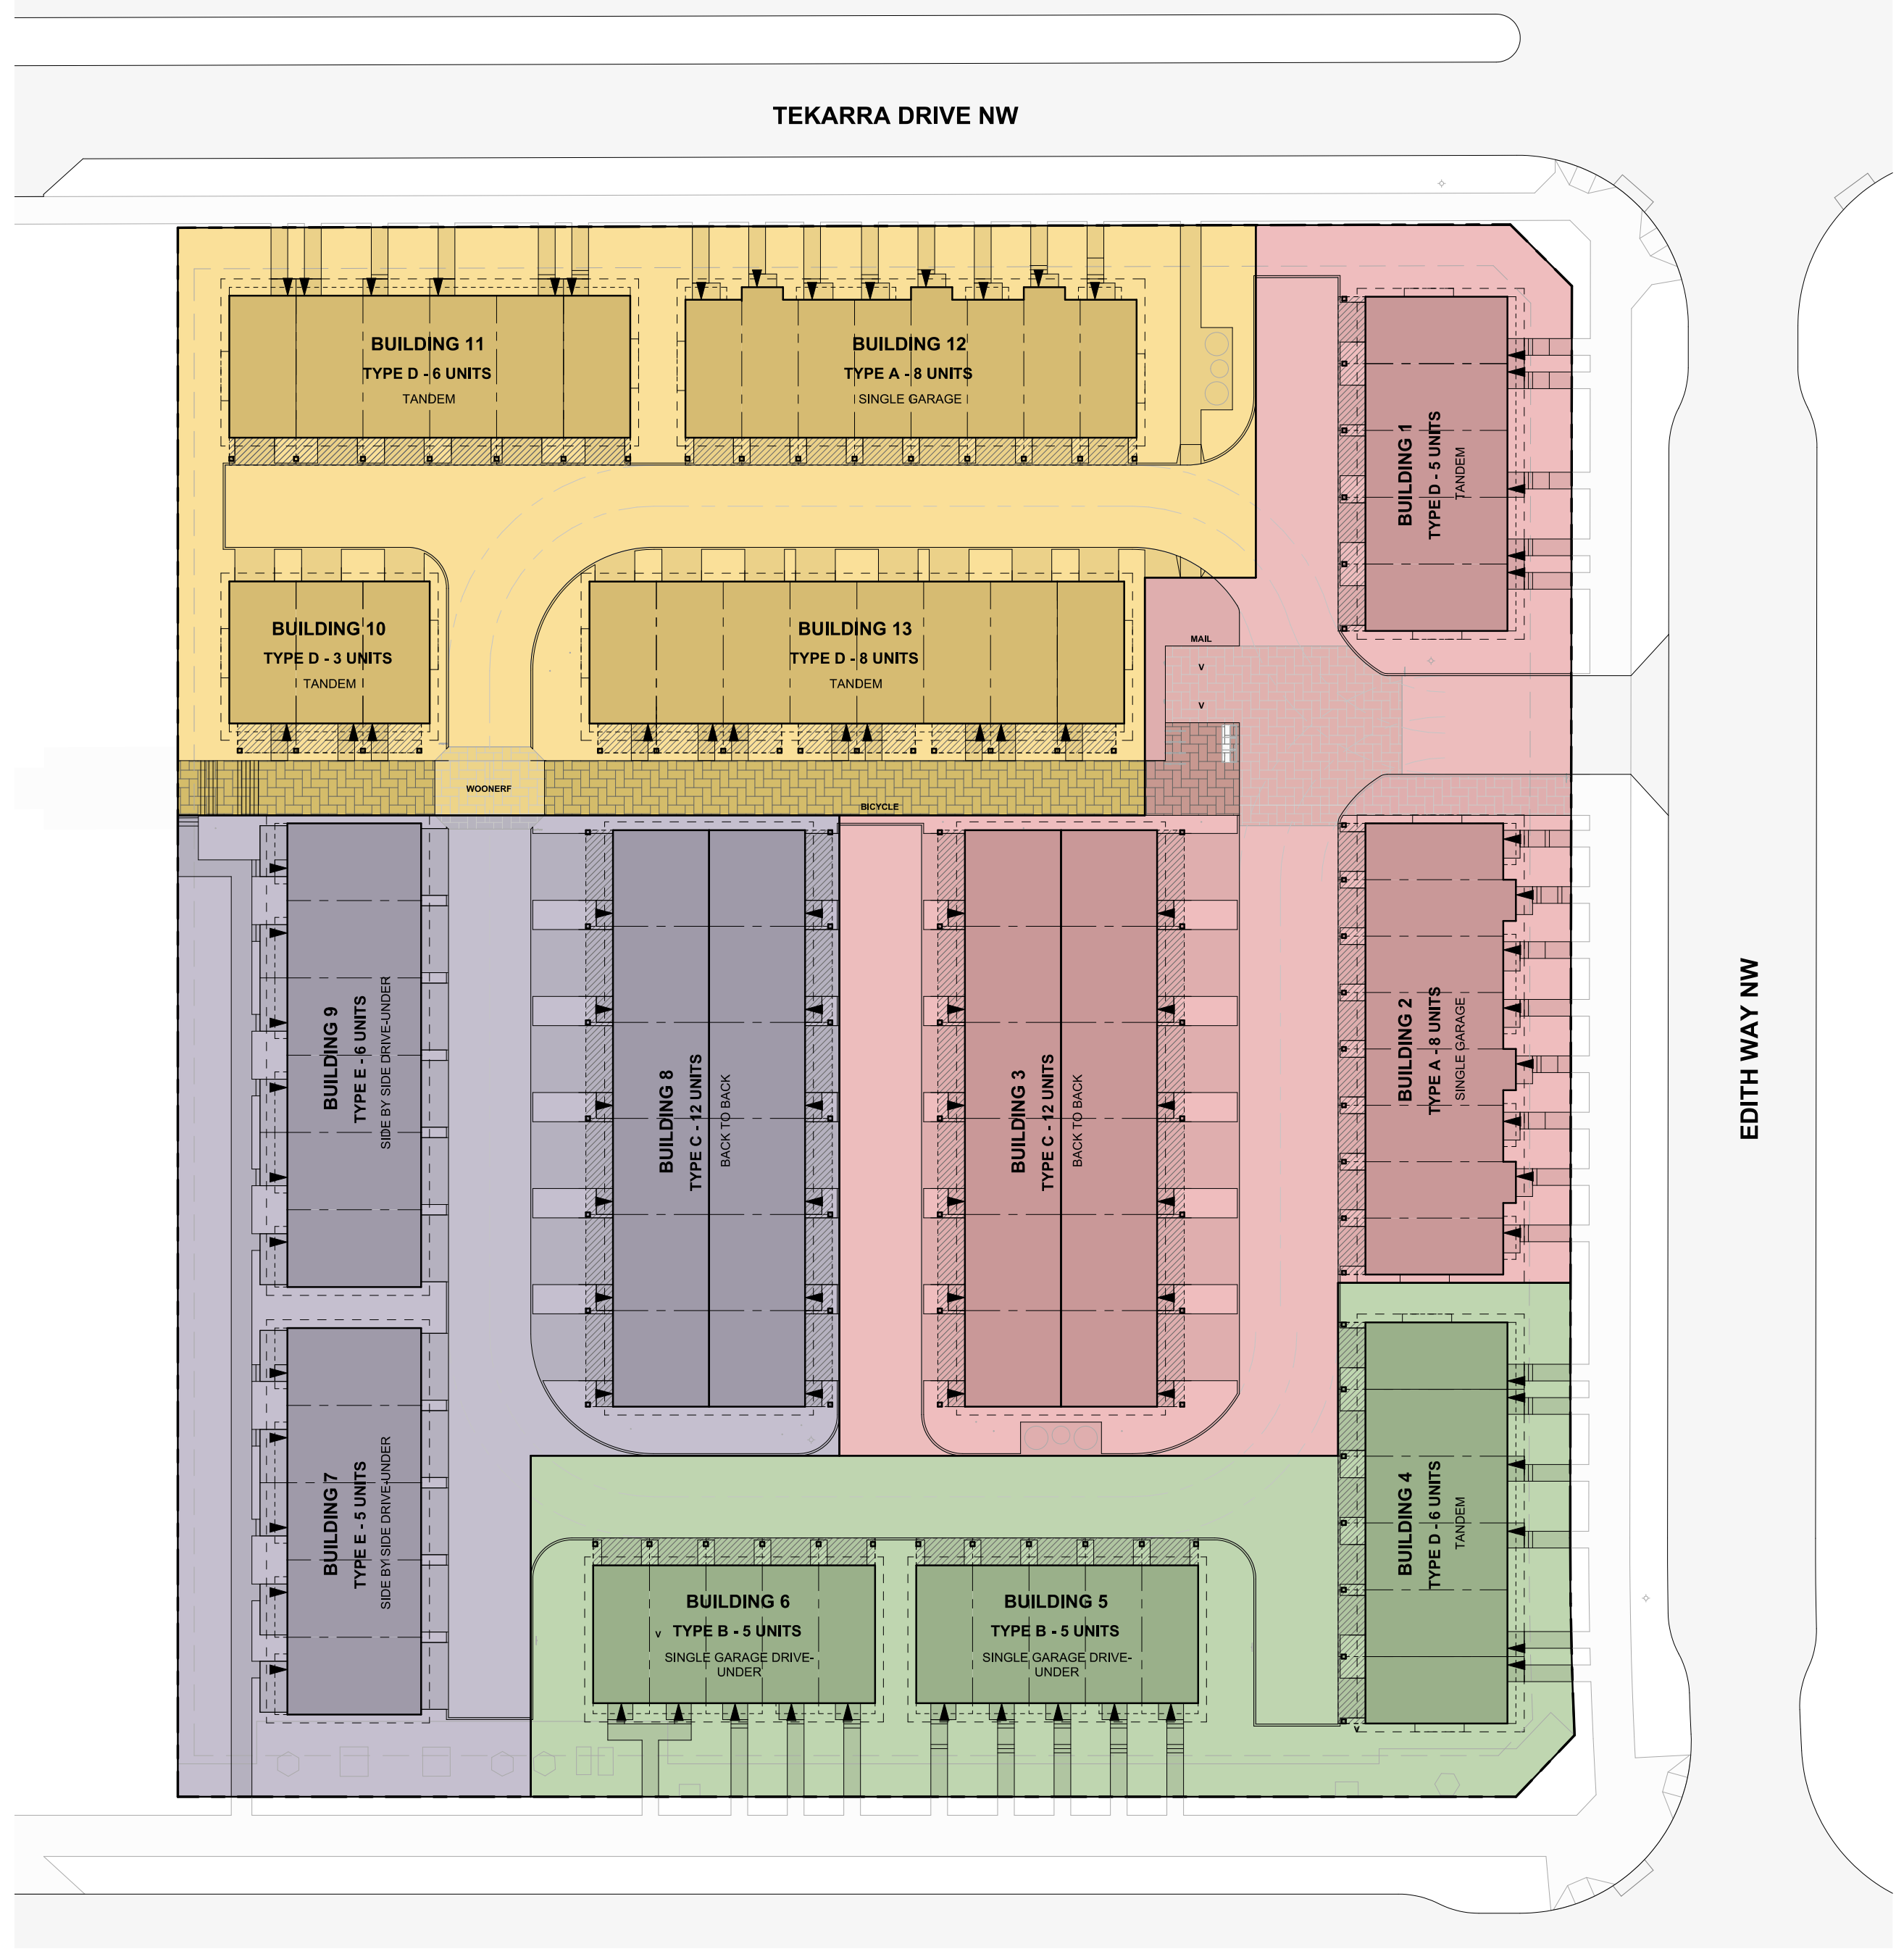 TEKARRA DRIVE NW
BUILDING 11
TYPE D - 6 UNITS
TANDEM
BUILDING 12
TYPE A - 8 UNITS
SINGLE GARAGE
BUILDING 1
TYPE D - 5 UNITS
TANDEM
BUILDING 10
TYPE D - 3 UNITS
TANDEM
BUILDING 13
TYPE D - 8 UNITS
TANDEM
MAIL
V
V
WOONERF
BICYCLE
BUILDING 9
TYPE E - 6 UNITS
SIDE BY SIDE DRIVE-UNDER
BUILDING 8
TYPE C - 12 UNITS
BACK TO BACK
BUILDING 3
TYPE C - 12 UNITS
BACK TO BACK
BUILDING 2
TYPE A - 8 UNITS
SINGLE GARAGE
EDITH WAY NW
BUILDING 7
TYPE E - 5 UNITS
SIDE BY SIDE DRIVE-UNDER
BUILDING 6
TYPE B - 5 UNITS
V
SINGLE GARAGE DRIVE-
UNDER
BUILDING 5
TYPE B - 5 UNITS
SINGLE GARAGE DRIVE-
UNDER
BUILDING 4
TYPE D - 6 UNITS
TANDEM
V